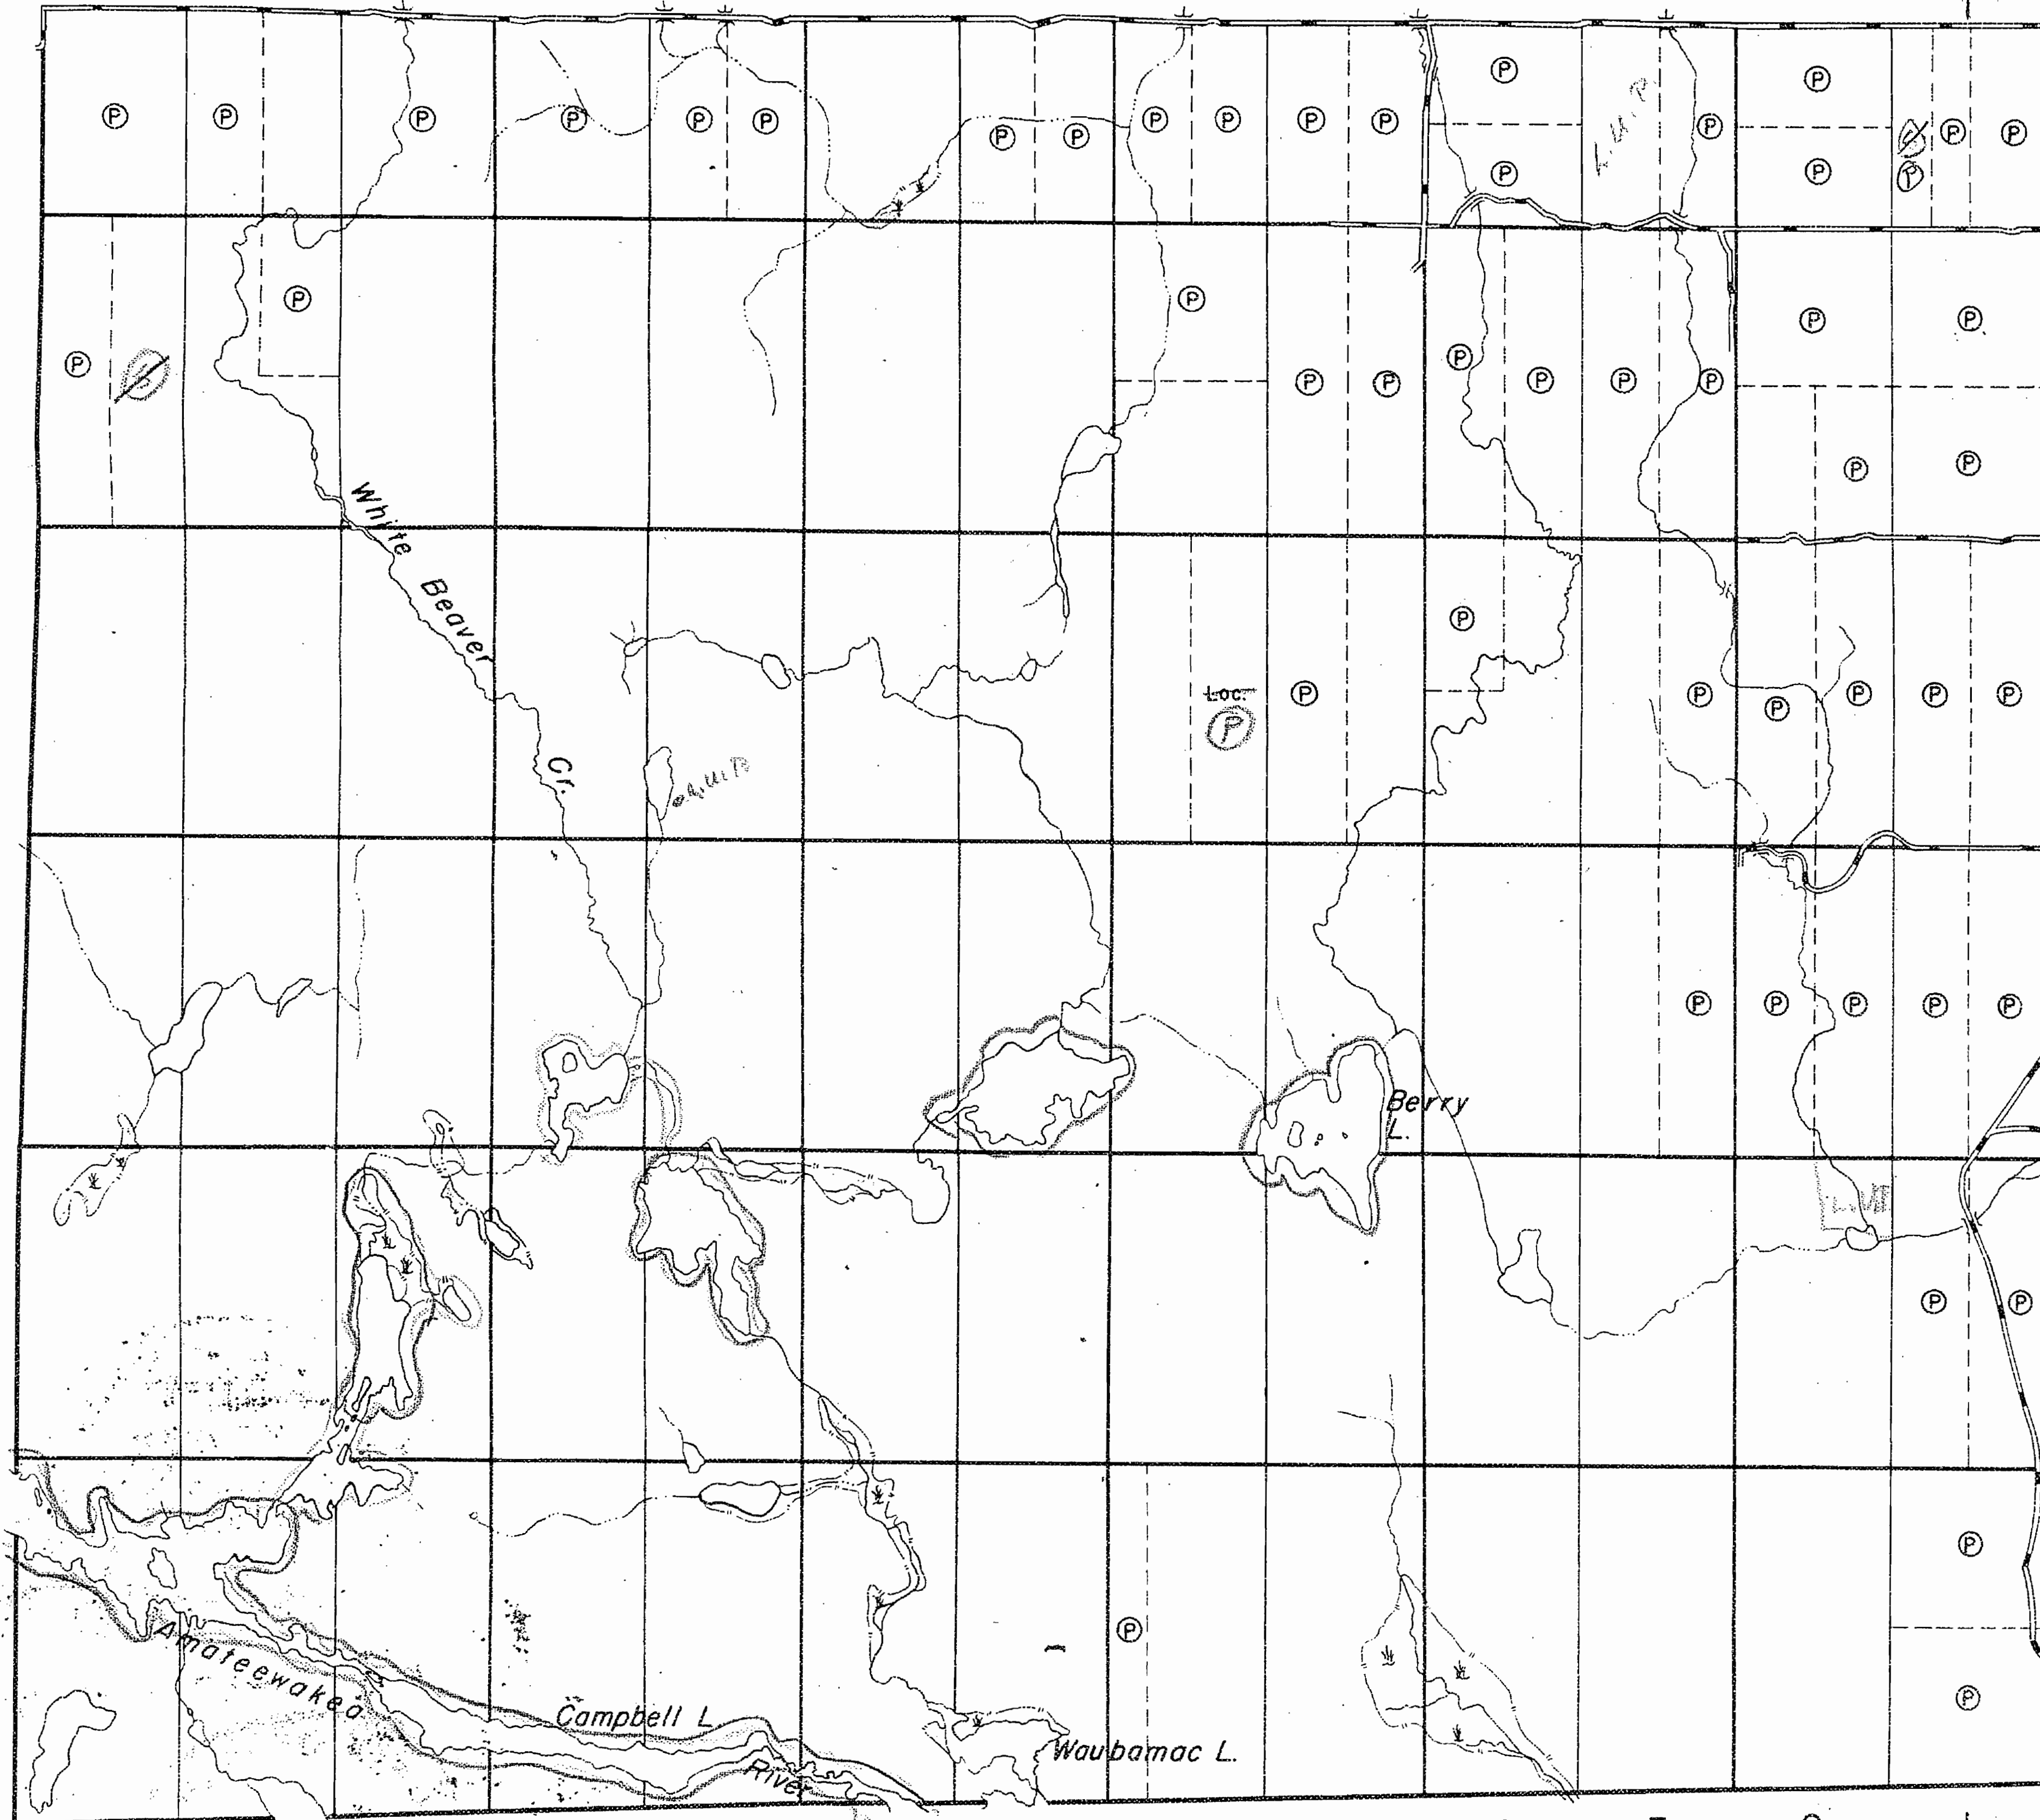 P P P P P P P P P P P P P P P P P P
L.U.P.
P P P P P
P P P
P P P P P P P P
P P
White
Beaver
Cr.
P
Loc.
P
P P P P P P
L.U.P.
P P P P P
Berry
L.
P P
P
P
P
Amateewakea
Campbell L
River
Waubamac L.